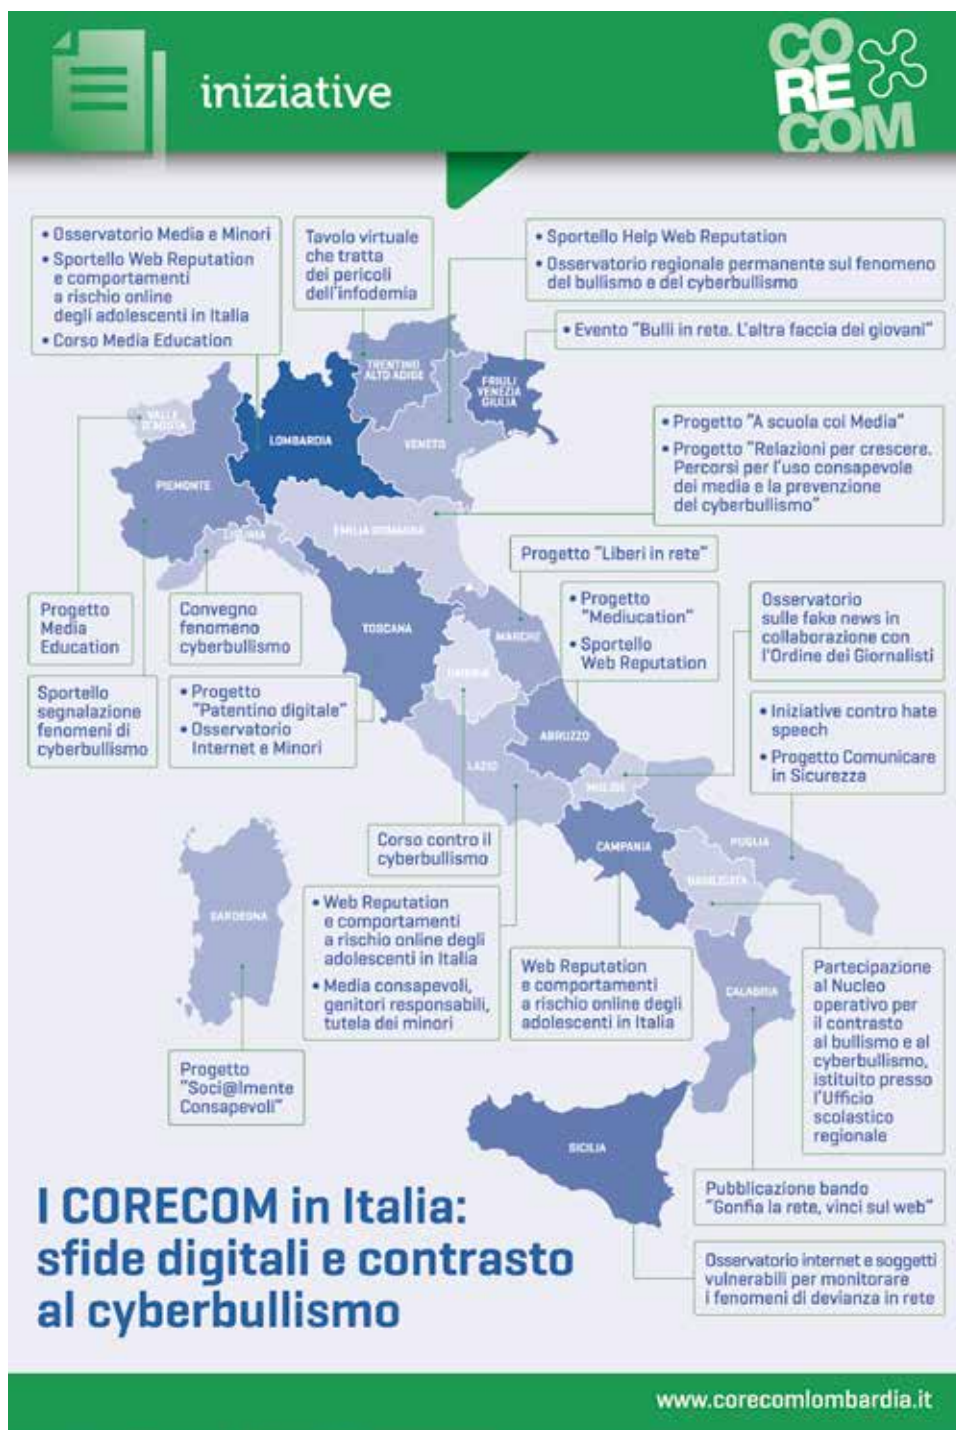 iniziative
CO
RE
COM
• Osservatorio Media e Minori
• Sportello Web Reputation
e comportamenti
a rischio online
degli adolescenti in Italia
• Corso Media Education
Tavolo virtuale
che tratta
dei pericoli
dell'infodemia
• Sportello Help Web Reputation
• Osservatorio regionale permanente sul fenomeno
del bullismo e del cyberbullismo
• Evento "Bulli in rete. L'altra faccia dei giovani"
• Progetto "A scuola coi Media"
• Progetto "Relazioni per crescere.
Percorsi per l'uso consapevole
dei media e la prevenzione
del cyberbullismo"
TRENTINO
ALTO ADIGE
FRIULI
VENEZIA
GIULIA
VALLE
D'AOSTA
LOMBARDIA
VENETO
PIEMONTE
LIGURIA
EMILIA ROMAGNA
Progetto "Liberi in rete"
Progetto
Media
Education
Convegno
fenomeno
cyberbullismo
TOSCANA
MARCHE
UMBRIA
• Progetto
"Mediucation"
• Sportello
Web Reputation
Osservatorio
sulle fake news in
collaborazione con
l'Ordine dei Giornalisti
Sportello
segnalazione
fenomeni di
cyberbullismo
• Progetto
"Patentino digitale"
• Osservatorio
Internet e Minori
ABRUZZO
LAZIO
MOLISE
• Iniziative contro hate
speech
• Progetto Comunicare
in Sicurezza
Corso contro il
cyberbullismo
CAMPANIA
PUGLIA
BASILICATA
SARDEGNA
• Web Reputation
e comportamenti
a rischio online degli
adolescenti in Italia
• Media consapevoli,
genitori responsabili,
tutela dei minori
Web Reputation
e comportamenti
a rischio online degli
adolescenti in Italia
CALABRIA
Partecipazione
al Nucleo
operativo per
il contrasto
al bullismo e al
cyberbullismo,
istituito presso
l'Ufficio
scolastico
regionale
Progetto
"Soci@lmente
Consapevoli"
SICILIA
Pubblicazione bando
"Gonfia la rete, vinci sul web"
Osservatorio internet e soggetti
vulnerabili per monitorare
i fenomeni di devianza in rete
I CORECOM in Italia:
sfide digitali e contrasto
al cyberbullismo
www.corecomlombardia.it